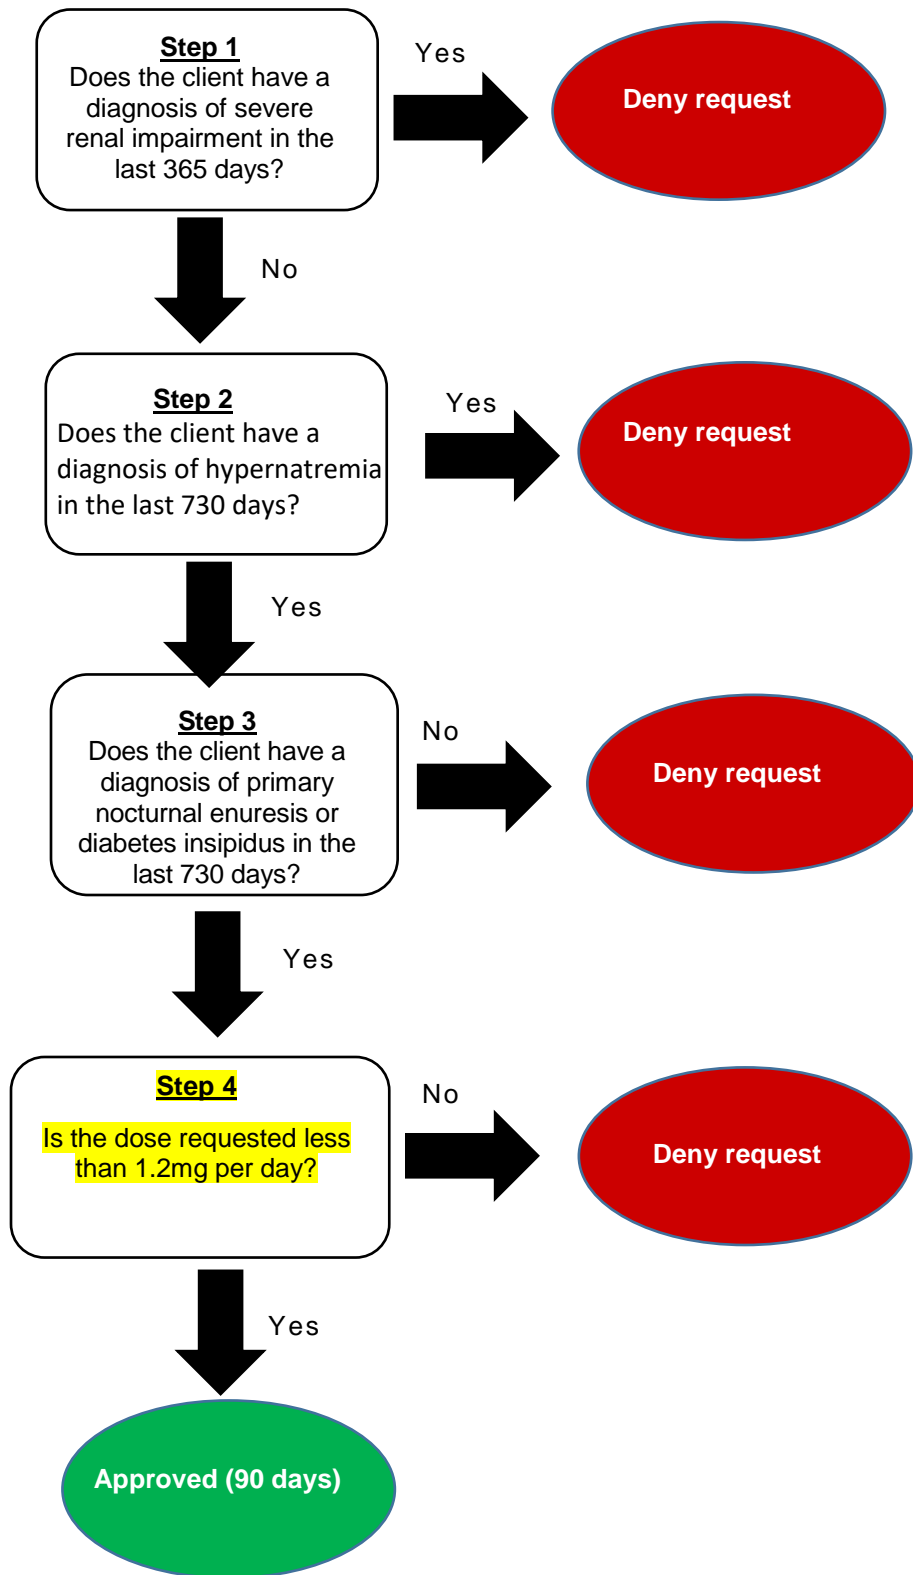 Step 1
Does the client have a
diagnosis of severe
renal impairment in the
last 365 days?
Yes
Deny request
No
Step 2
Does the client have a
diagnosis of hypernatremia
in the last 730 days?
Yes
Deny request
Yes
Step 3
Does the client have a
diagnosis of primary
nocturnal enuresis or
diabetes insipidus in the
last 730 days?
No
Deny request
Yes
Step 4
Is the dose requested less
than 1.2mg per day?
No
Deny request
Yes
Approved (90 days)